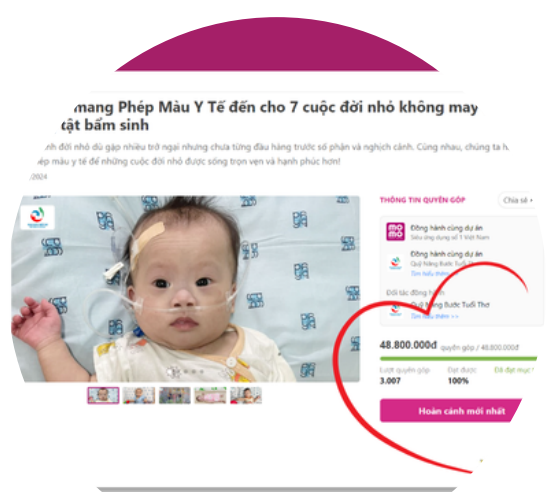 mang Phép Màu Y Tế đến cho 7 cuộc đời nhỏ không may
tật bẩm sinh
đời nhỏ dù gặp nhiều trở ngại nhưng chưa từng đầu hàng trước số phận và nghịch cảnh. Cùng nhau, chúng ta h
màu y tế để những cuộc đời nhỏ được sống trọn vẹn và hạnh phúc hơn!
/2024
THÔNG TIN QUYÊN GÓP
Chia sẻ
mo
mo
Đồng hành cùng dự án
Siêu ứng dụng số 1 Việt Nam
Đồng hành cùng dự án
Quỹ Nâng Bước Tuổi Thơ
Tìm hiểu thêm
Đối tác đồng hành
Quỹ Nâng Bước Tuổi Thơ
Tìm hiểu thêm >>
48.800.000đ quyên góp / 48.800.000đ
Lượt quyên góp
Đạt được
Đã đạt mục
3.007
100%
Hoàn cảnh mới nhất